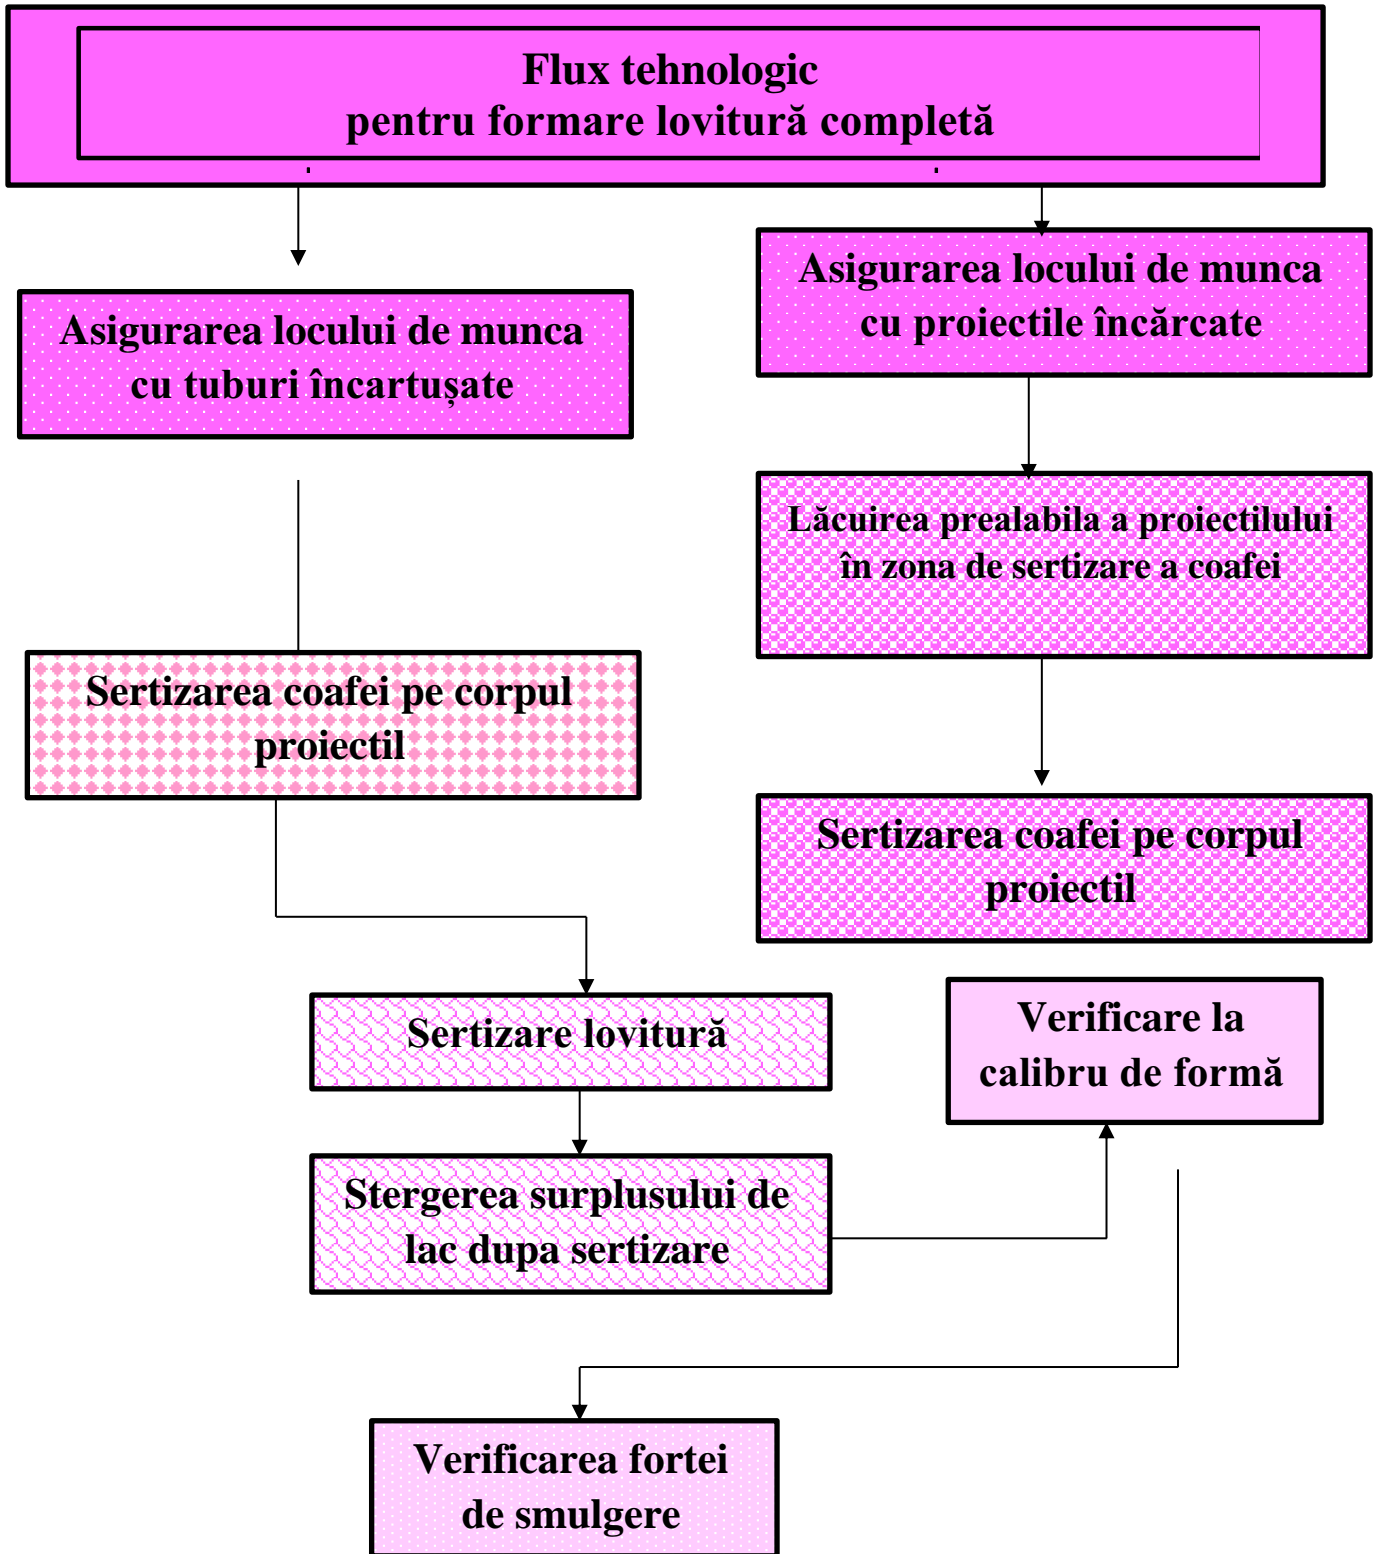 Flux tehnologic
pentru formare lovitură completă
Asigurarea locului de munca
cu proiectile încărcate
Asigurarea locului de munca
cu tuburi încartușate
Lăcuirea prealabila a proiectilului
în zona de sertizare a coafei
Sertizarea coafei pe corpul
proiectil
Sertizarea coafei pe corpul
proiectil
Sertizare lovitură
Verificare la
calibru de formă
Stergerea surplusului de
lac dupa sertizare
Verificarea fortei
de smulgere